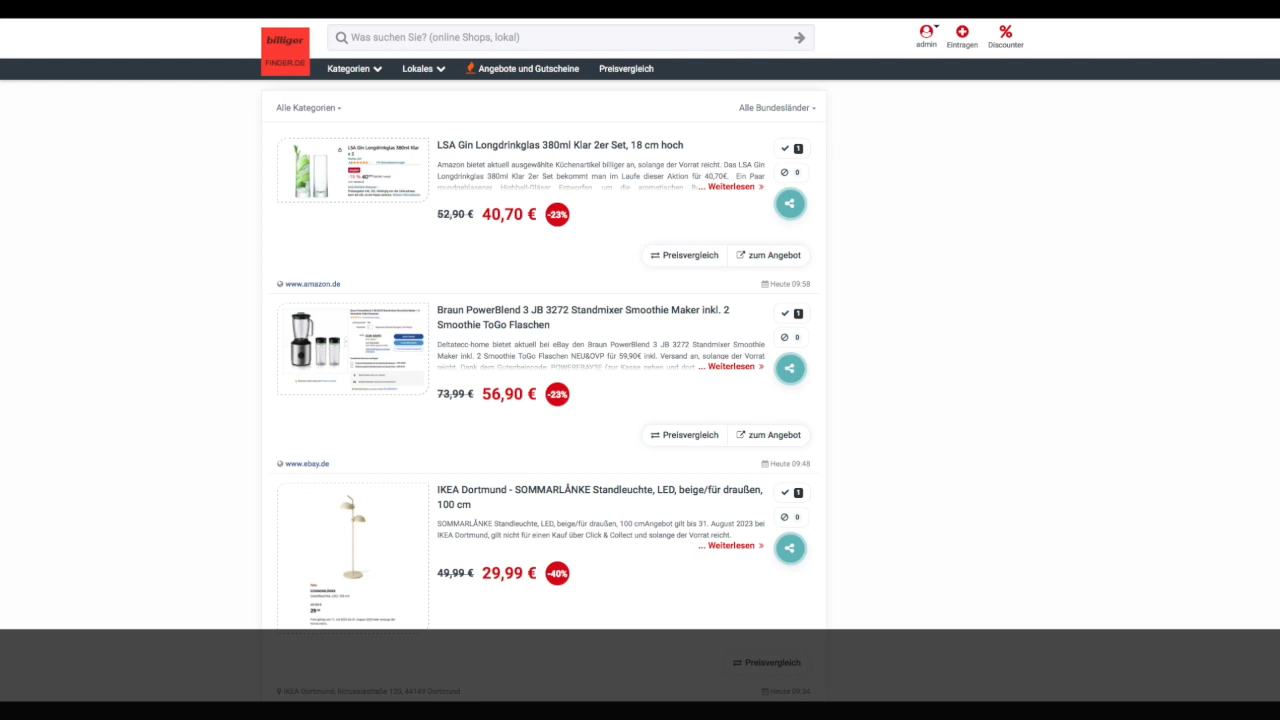 billiger
FINDER.DE
Was suchen Sie? (online Shops, lokal)
admin
Eintragen
Discounter
Kategorien
Lokales
Angebote und Gutscheine
Preisvergleich
Alle Kategorien
Alle Bundesländer
LSA Gin Longdrinkglas 380ml Klar 2er Set, 18 cm hoch
Amazon bietet aktuell ausgewählte Küchenartikel billiger an, solange der Vorrat reicht. Das LSA Gin
Longdrinkglas 380ml Klar 2er Set bekommt man im Laufe dieser Aktion für 40,70€. Ein Paar
... Weiterlesen »
1
0
52,90 € 40,70 € -23%
Preisvergleich
zum Angebot
www.amazon.de
Heute 09:58
Braun PowerBlend 3 JB 3272 Standmixer Smoothie Maker inkl. 2
Smoothie ToGo Flaschen
Deltatecc-home bietet aktuell bei eBay den Braun PowerBlend 3 JB 3272 Standmixer Smoothie
Maker inkl. 2 Smoothie ToGo Flaschen NEU&OVP für 59,90€ inkl. Versand an, solange der Vorrat
... Weiterlesen »
1
0
73,99 € 56,90 € -23%
Preisvergleich
zum Angebot
www.ebay.de
Heute 09:48
IKEA Dortmund - SOMMARLÅNKE Standleuchte, LED, beige/für draußen,
100 cm
SOMMARLÅNKE Standleuchte, LED, beige/für draußen, 100 cmAngebot gilt bis 31. August 2023 bei
IKEA Dortmund, gilt nicht für einen Kauf über Click & Collect und solange der Vorrat reicht.
... Weiterlesen »
1
0
49,99 € 29,99 € -40%
Preisvergleich
IKEA Dortmund, Borussiastraße 120, 44149 Dortmund
Heute 09:34